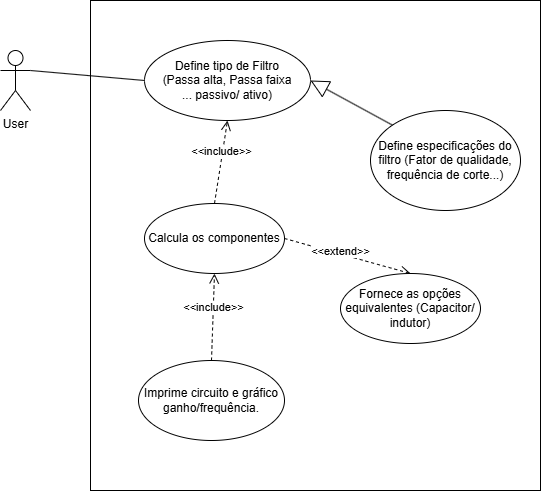 Define tipo de Filtro
(Passa alta, Passa faixa
... passivo/ ativo)
User
<<include>>
Define especificações do
filtro (Fator de qualidade,
frequência de corte...)
Calcula os componentes
<<extend>>
Fornece as opções
equivalentes (Capacitor/
indutor)
<<include>>
Imprime circuito e gráfico
ganho/frequência.